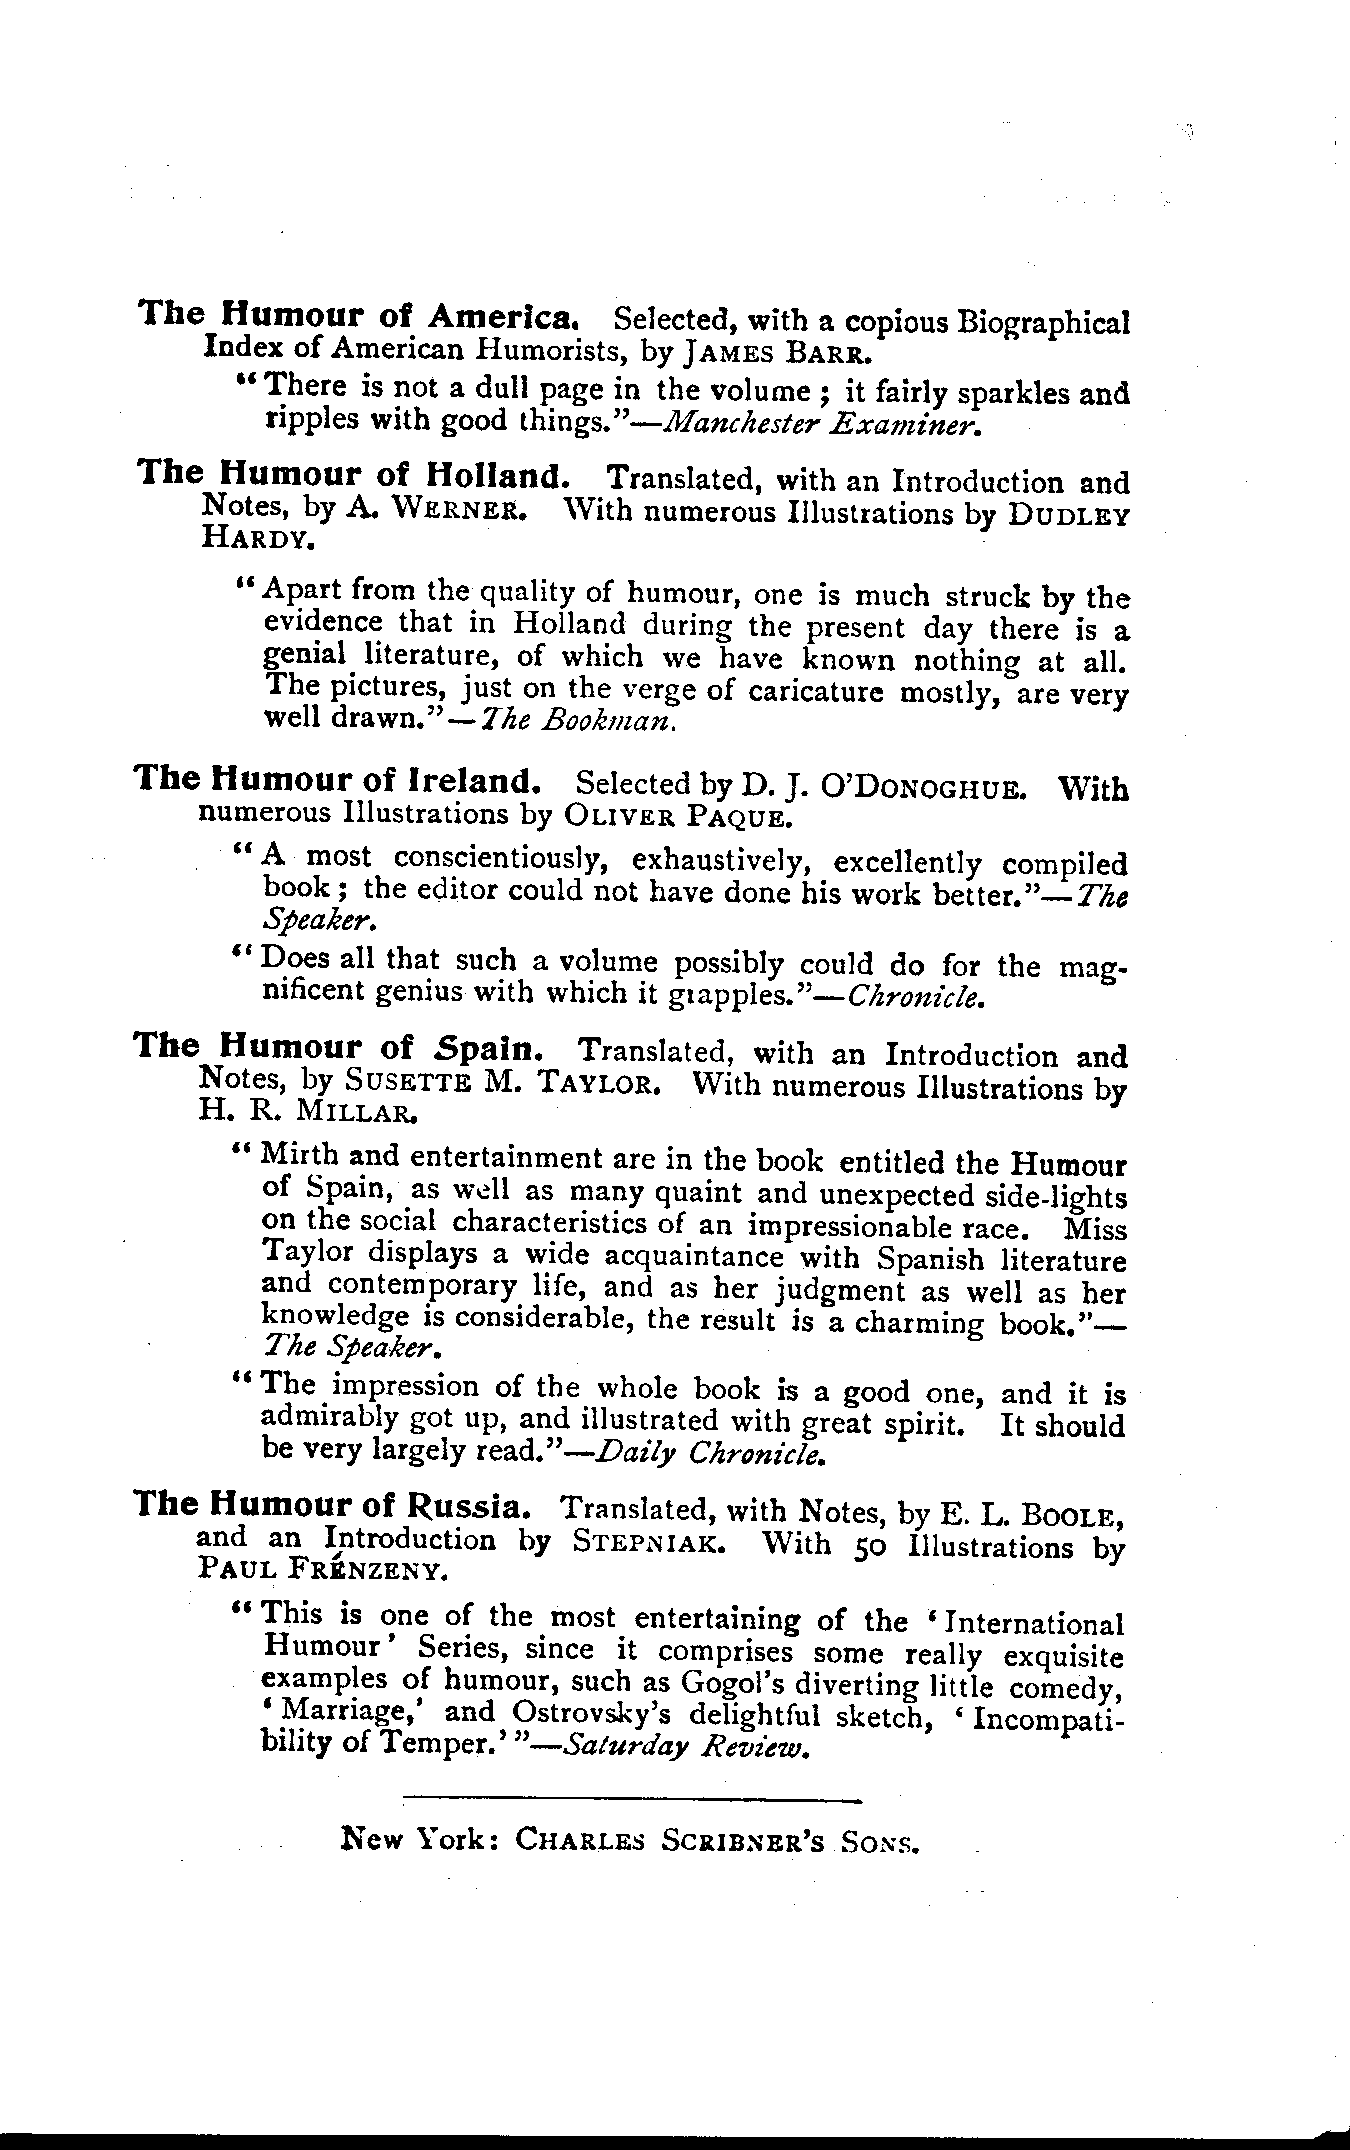 The Humour of America. Selected, with a copious Biographical
Index of American Humorists, by JAMES BARR.
"There is not a dull page in the volume; it fairly sparkles and
ripples with good things."—Manchester Examiner.
The Humour of Holland. Translated, with an Introduction and
Notes, by A. WERNER. With numerous Illustrations by DUDLEY
HARDY.
"Apart from the quality of humour, one is much struck by the
evidence that in Holland during the present day there is a
genial literature, of which we have known nothing at all.
The pictures, just on the verge of caricature mostly, are very
well drawn."—The Bookman.
The Humour of Ireland. Selected by D. J. O'DONOGHUE. With
numerous Illustrations by OLIVER PAQUE.
"A most conscientiously, exhaustively, excellently compiled
book; the editor could not have done his work better."—The
Speaker.
"Does all that such a volume possibly could do for the mag-
nificent genius with which it grapples."—Chronicle.
The Humour of Spain. Translated, with an Introduction and
Notes, by SUSETTE M. TAYLOR. With numerous Illustrations by
H. R. MILLAR.
"Mirth and entertainment are in the book entitled the Humour
of Spain, as well as many quaint and unexpected side-lights
on the social characteristics of an impressionable race. Miss
Taylor displays a wide acquaintance with Spanish literature
and contemporary life, and as her judgment as well as her
knowledge is considerable, the result is a charming book."—
The Speaker.
"The impression of the whole book is a good one, and it is
admirably got up, and illustrated with great spirit. It should
be very largely read."—Daily Chronicle.
The Humour of Russia. Translated, with Notes, by E. L. BOOLE,
and an Introduction by STEPNIAK. With 50 Illustrations by
PAUL FRÉNZENY.
"This is one of the most entertaining of the 'International
Humour' Series, since it comprises some really exquisite
examples of humour, such as Gogol's diverting little comedy,
'Marriage,' and Ostrovsky's delightful sketch, 'Incompati-
bility of Temper.'"—Saturday Review.
New York: CHARLES SCRIBNER'S SONS.